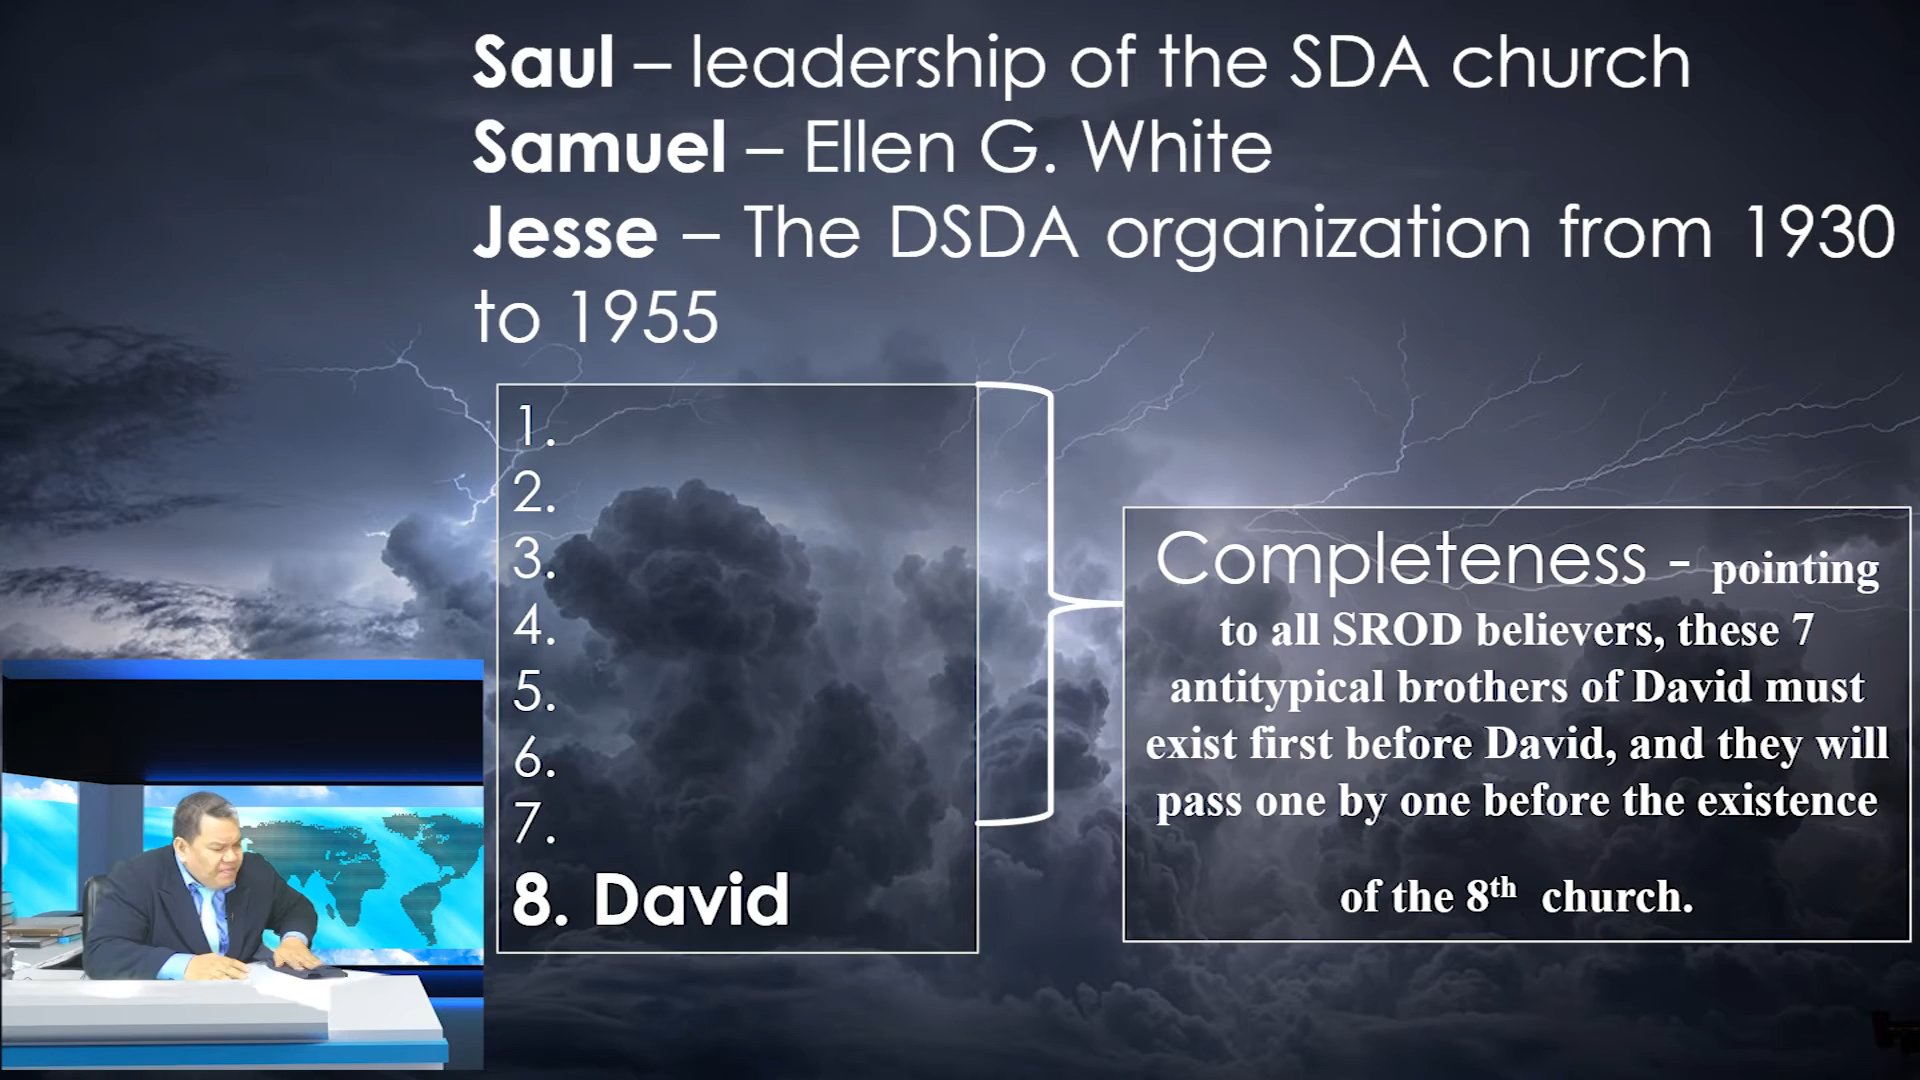 Saul – leadership of the SDA church
Samuel – Ellen G. White
Jesse – The DSDA organization from 1930
to 1955
1.
2.
3.
4.
5.
6.
7.
8. David
Completeness - pointing
to all SROD believers, these 7
antitypical brothers of David must
exist first before David, and they will
pass one by one before the existence
of the 8th church.